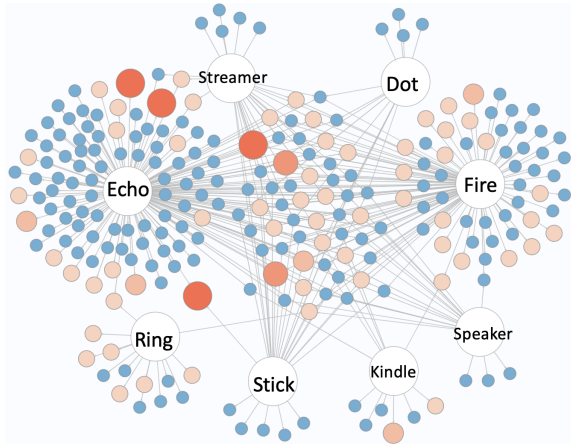 Streamer
Dot
Echo
Fire
Ring
Speaker
Stick
Kindle